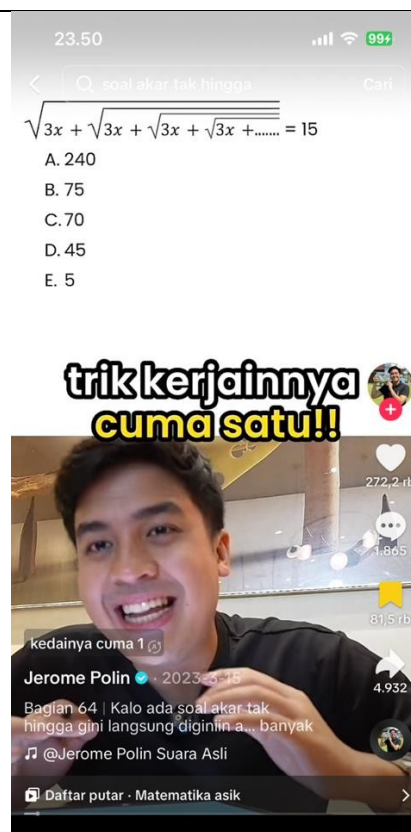 23.50
99
soal akar tak hingga
Cari
√3x + √3x + √3x + √3x +....... = 15
A. 240
B. 75
C.70
D. 45
E. 5
trik kerjainnya
cuma satu!!
272,2 rb
1.865
81,5 rb
4.932
kedainya cuma 1
Jerome Polin · 2023-3-15
Bagian 64 | Kalo ada soal akar tak
hingga gini langsung diginiin a... banyak
@Jerome Polin Suara Asli
Daftar putar · Matematika asik